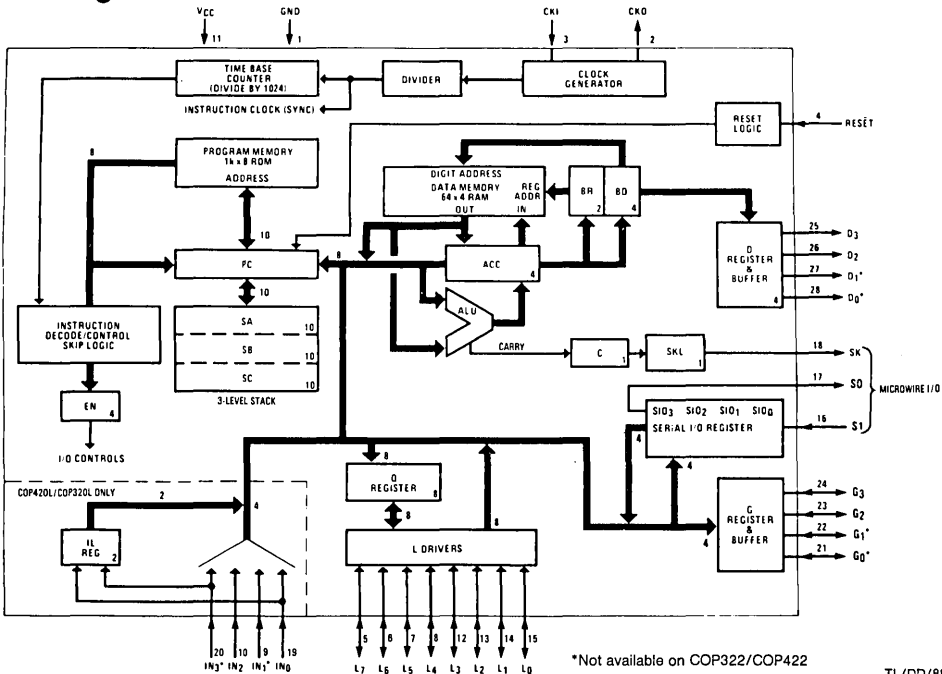 VCC GND CKI CKO
11 1 3 2
TIME BASE
COUNTER
(DIVIDE BY 1024)
DIVIDER
CLOCK
GENERATOR
INSTRUCTION CLOCK (SYNC)
RESET
LOGIC
4 RESET
8
PROGRAM MEMORY
1k x 8 ROM
ADDRESS
DIGIT ADDRESS
DATA MEMORY
64 x 4 RAM
OUT
REG
ADDR
IN
BR
2
BD
4
10
PC
8
ACC
4
10
D
REGISTER
&
BUFFER
4
25 D3
26 D2
27 D1*
28 D0*
INSTRUCTION
DECODE/CONTROL
SKIP LOGIC
SA 10
SB 10
SC 10
3-LEVEL STACK
ALU
CARRY
C
1
SKL
1
18 SK
17 SO
16 S1
MICROWIRE I/O
EN
4
I/O CONTROLS
SIO3 SIO2 SIO1 SIO0
SERIAL I/O REGISTER
4
4
COP420L/COP320L ONLY
2
4
IL
REG
2
8
Q
REGISTER
8
8
8
L DRIVERS
4
G
REGISTER
&
BUFFER
24 G3
23 G2
22 G1*
21 G0*
20 10 9 19
IN3* IN2 IN1* IN0
5 6 7 8 12 13 14 15
L7 L6 L5 L4 L3 L2 L1 L0
*Not available on COP322/COP422